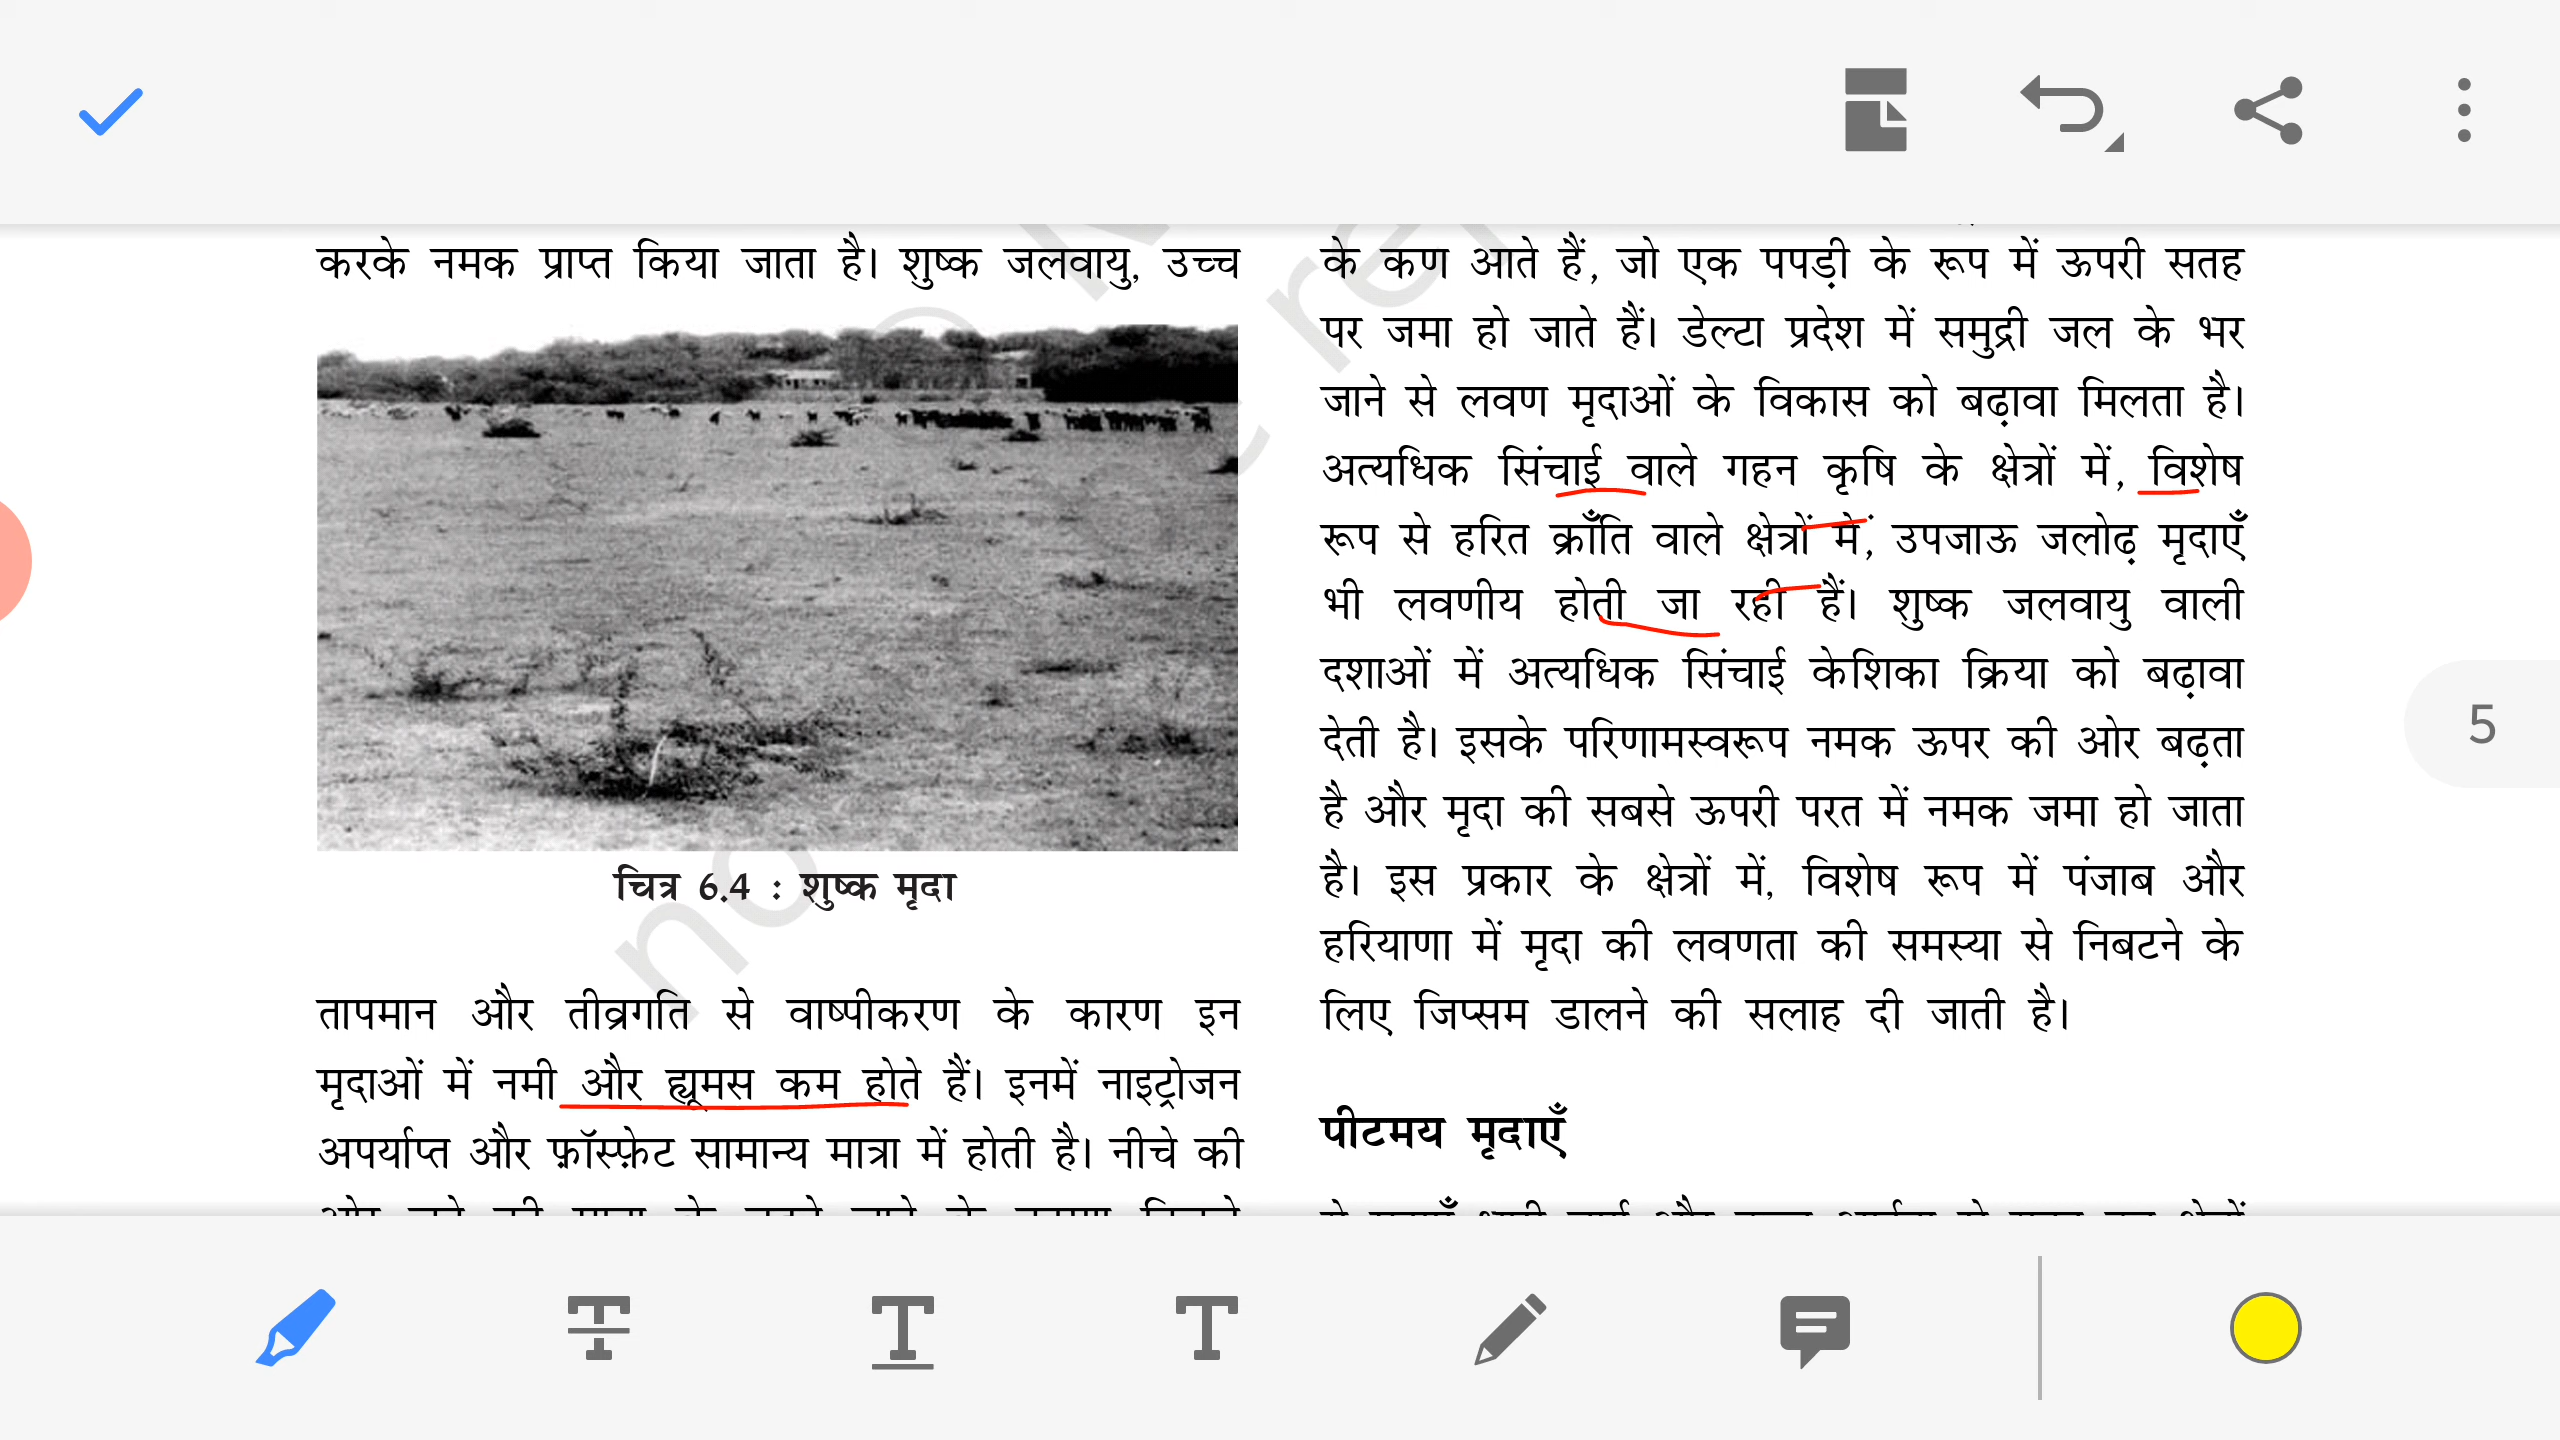 करके नमक प्राप्त किया जाता है। शुष्क जलवायु, उच्च
चित्र 6.4 : शुष्क मृदा
तापमान और तीव्रगति से वाष्पीकरण के कारण इन
मृदाओं में नमी और ह्यूमस कम होते हैं। इनमें नाइट्रोजन
अपर्याप्त और फ़ॉस्फ़ेट सामान्य मात्रा में होती है। नीचे की
के कण आते हैं, जो एक पपड़ी के रूप में ऊपरी सतह
पर जमा हो जाते हैं। डेल्टा प्रदेश में समुद्री जल के भर
जाने से लवण मृदाओं के विकास को बढ़ावा मिलता है।
अत्यधिक सिंचाई वाले गहन कृषि के क्षेत्रों में, विशेष
रूप से हरित क्राँति वाले क्षेत्रों में, उपजाऊ जलोढ़ मृदाएँ
भी लवणीय होती जा रही हैं। शुष्क जलवायु वाली
दशाओं में अत्यधिक सिंचाई केशिका क्रिया को बढ़ावा
देती है। इसके परिणामस्वरूप नमक ऊपर की ओर बढ़ता
है और मृदा की सबसे ऊपरी परत में नमक जमा हो जाता
है। इस प्रकार के क्षेत्रों में, विशेष रूप में पंजाब और
हरियाणा में मृदा की लवणता की समस्या से निबटने के
लिए जिप्सम डालने की सलाह दी जाती है।
पीटमय मृदाएँ
5